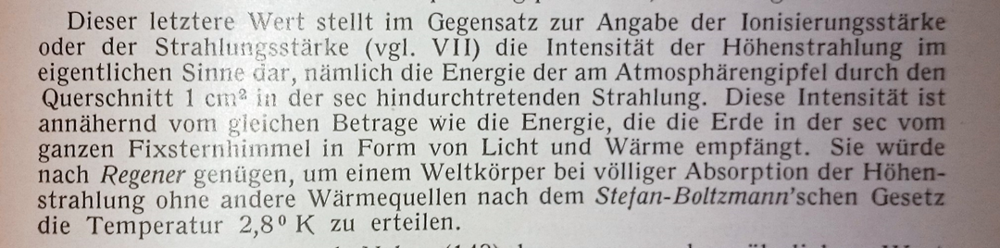 Dieser letztere Wert stellt im Gegensatz zur Angabe der Ionisierungsstärke
oder der Strahlungsstärke (vgl. VII) die Intensität der Höhenstrahlung im
eigentlichen Sinne dar, nämlich die Energie der am Atmosphärengipfel durch den
Querschnitt 1 cm² in der sec hindurchtretenden Strahlung. Diese Intensität ist
annähernd vom gleichen Betrage wie die Energie, die die Erde in der sec vom
ganzen Fixsternhimmel in Form von Licht und Wärme empfängt. Sie würde
nach Regener genügen, um einem Weltkörper bei völliger Absorption der Höhen-
strahlung ohne andere Wärmequellen nach dem Stefan-Boltzmann'schen Gesetz
die Temperatur 2,8⁰ K zu erteilen.